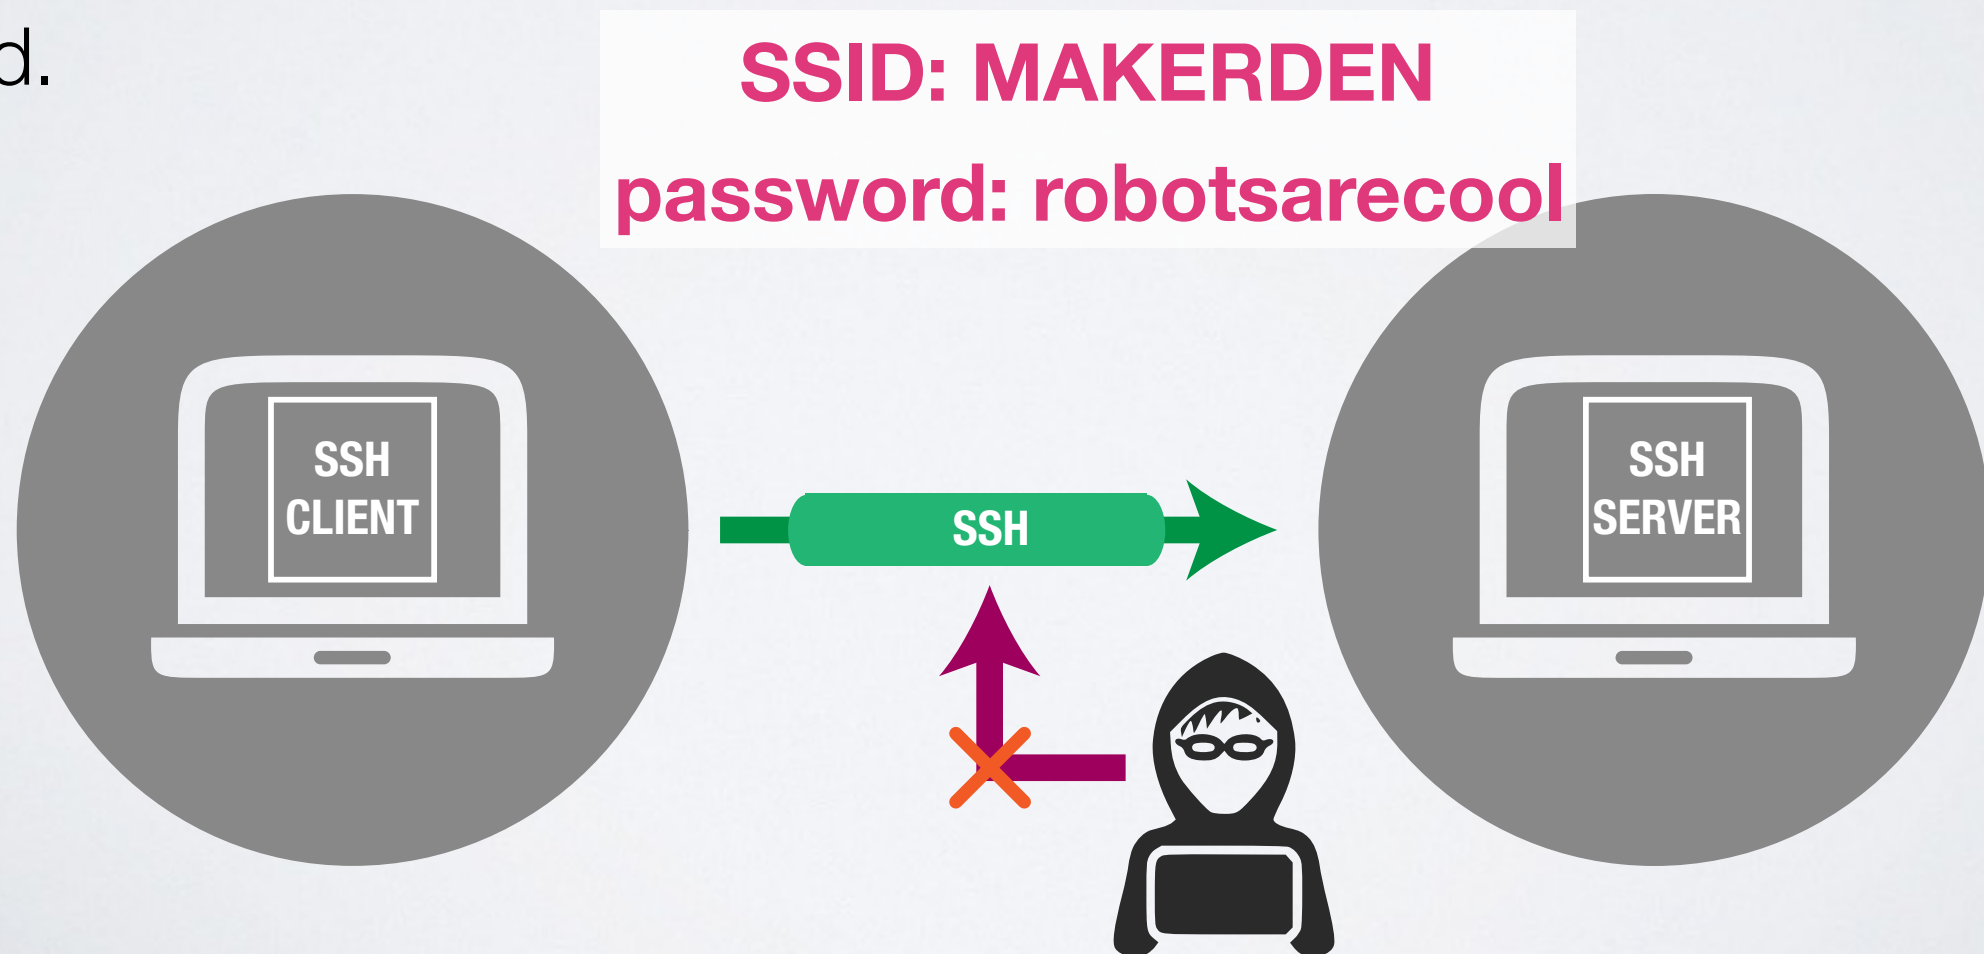 d.
SSID: MAKERDEN
password: robotsarecool
SSH
CLIENT
SSH
SSH
SERVER